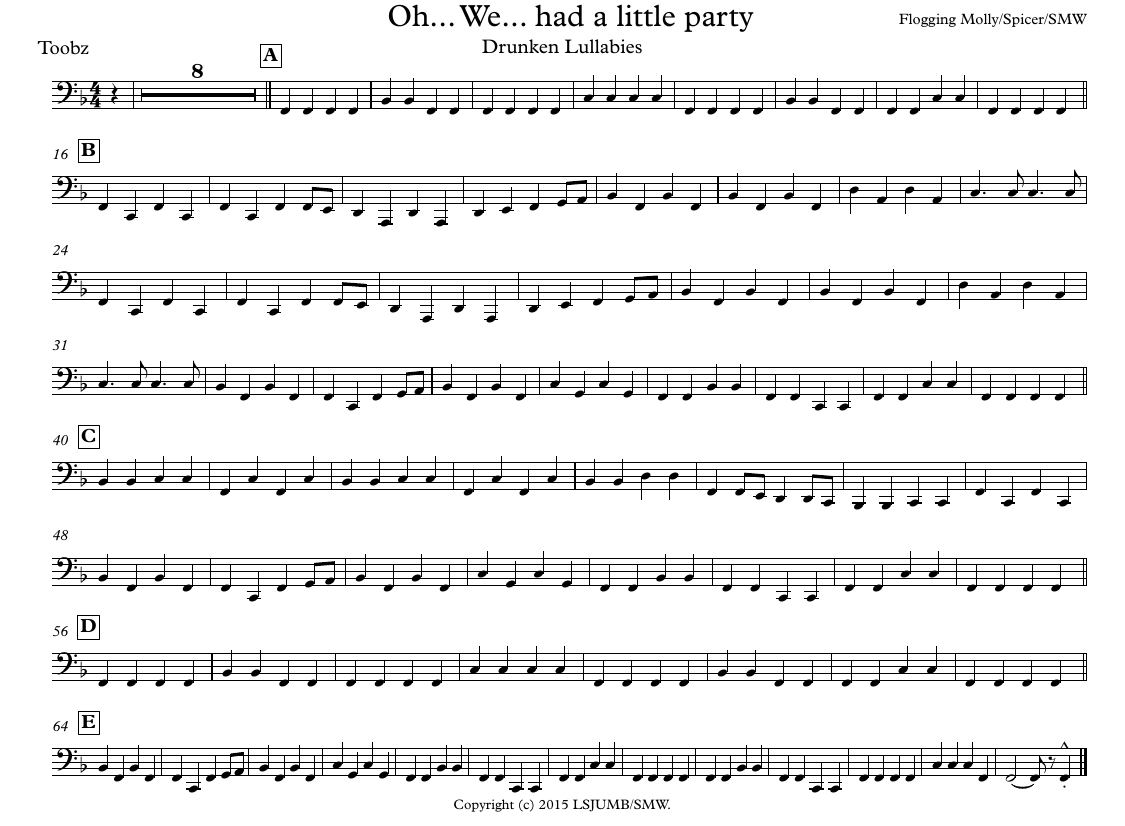 Oh... We... had a little party
Flogging Molly/Spicer/SMW
Toobz
Drunken Lullabies
8
A
16 B
24
31
40 C
48
56 D
64 E
Copyright (c) 2015 LSJUMB/SMW.